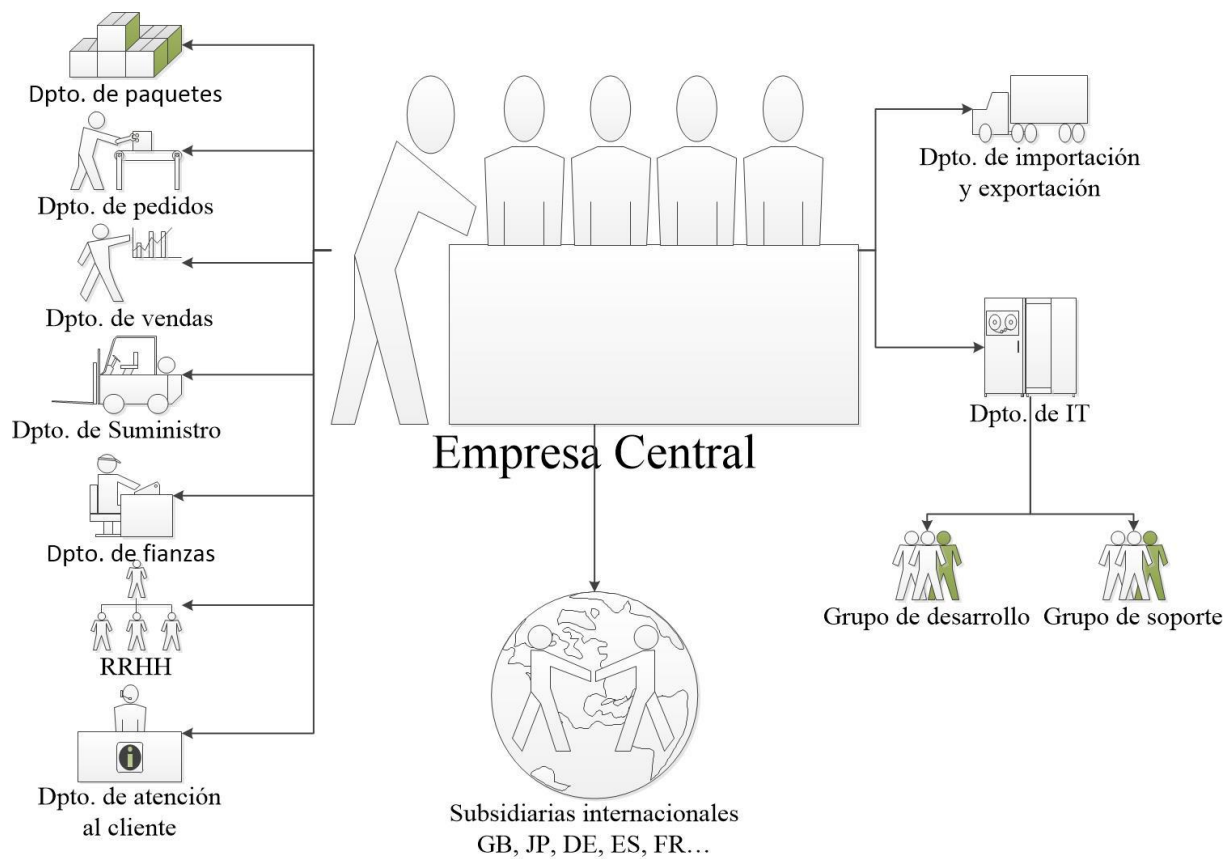 Dpto. de paquetes
Dpto. de pedidos
Dpto. de vendas
Dpto. de Suministro
Dpto. de fianzas
RRHH
Dpto. de atención
al cliente
Empresa Central
Subsidiarias internacionales
GB, JP, DE, ES, FR…
Dpto. de importación
y exportación
Dpto. de IT
Grupo de desarrollo
Grupo de soporte